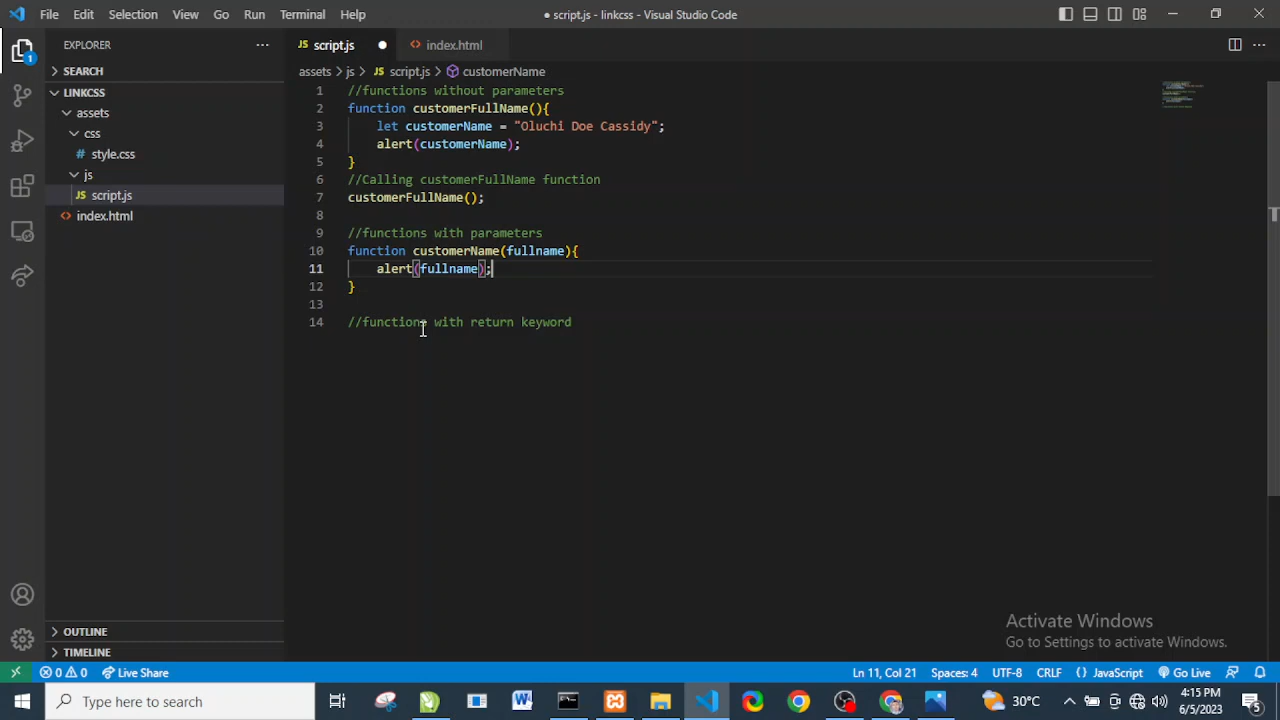 File Edit Selection View Go Run Terminal Help
● script.js - linkcss - Visual Studio Code
EXPLORER ...
SEARCH
LINKCSS
assets
css
# style.css
js
JS script.js
<> index.html
OUTLINE
TIMELINE
JS script.js ● <> index.html
assets > js > JS script.js > customerName
1 //functions without parameters
2 function customerFullName(){
3 let customerName = "Oluchi Doe Cassidy";
4 alert(customerName);
5 }
6 //Calling customerFullName function
7 customerFullName();
8
9 //functions with parameters
10 function customerName(fullname){
11 alert(fullname);
12 }
13
14 //functions with return keyword
Activate Windows
Go to Settings to activate Windows.
0 0 Live Share Ln 11, Col 21 Spaces: 4 UTF-8 CRLF {} JavaScript Go Live
Type here to search
30°C
4:15 PM
6/5/2023
1
5